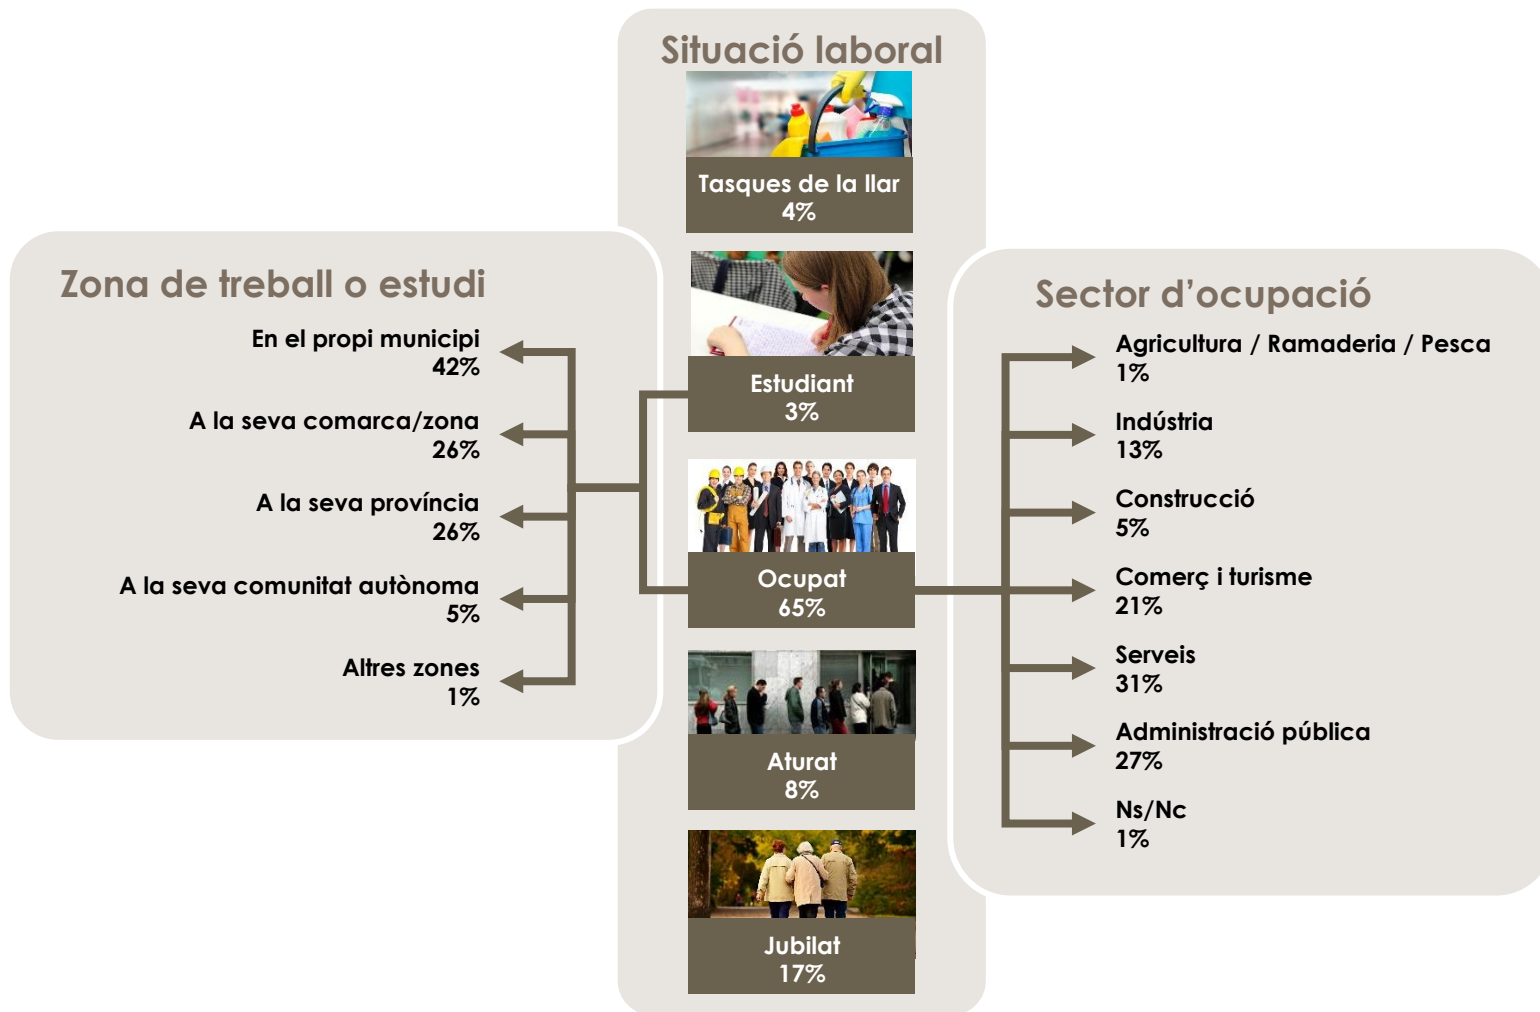 Situació laboral
Tasques de la llar
4%
Estudiant
3%
Ocupat
65%
Aturat
8%
Jubilat
17%
Zona de treball o estudi
En el propi municipi
42%
A la seva comarca/zona
26%
A la seva província
26%
A la seva comunitat autònoma
5%
Altres zones
1%
Sector d’ocupació
Agricultura / Ramaderia / Pesca
1%
Indústria
13%
Construcció
5%
Comerç i turisme
21%
Serveis
31%
Administració pública
27%
Ns/Nc
1%